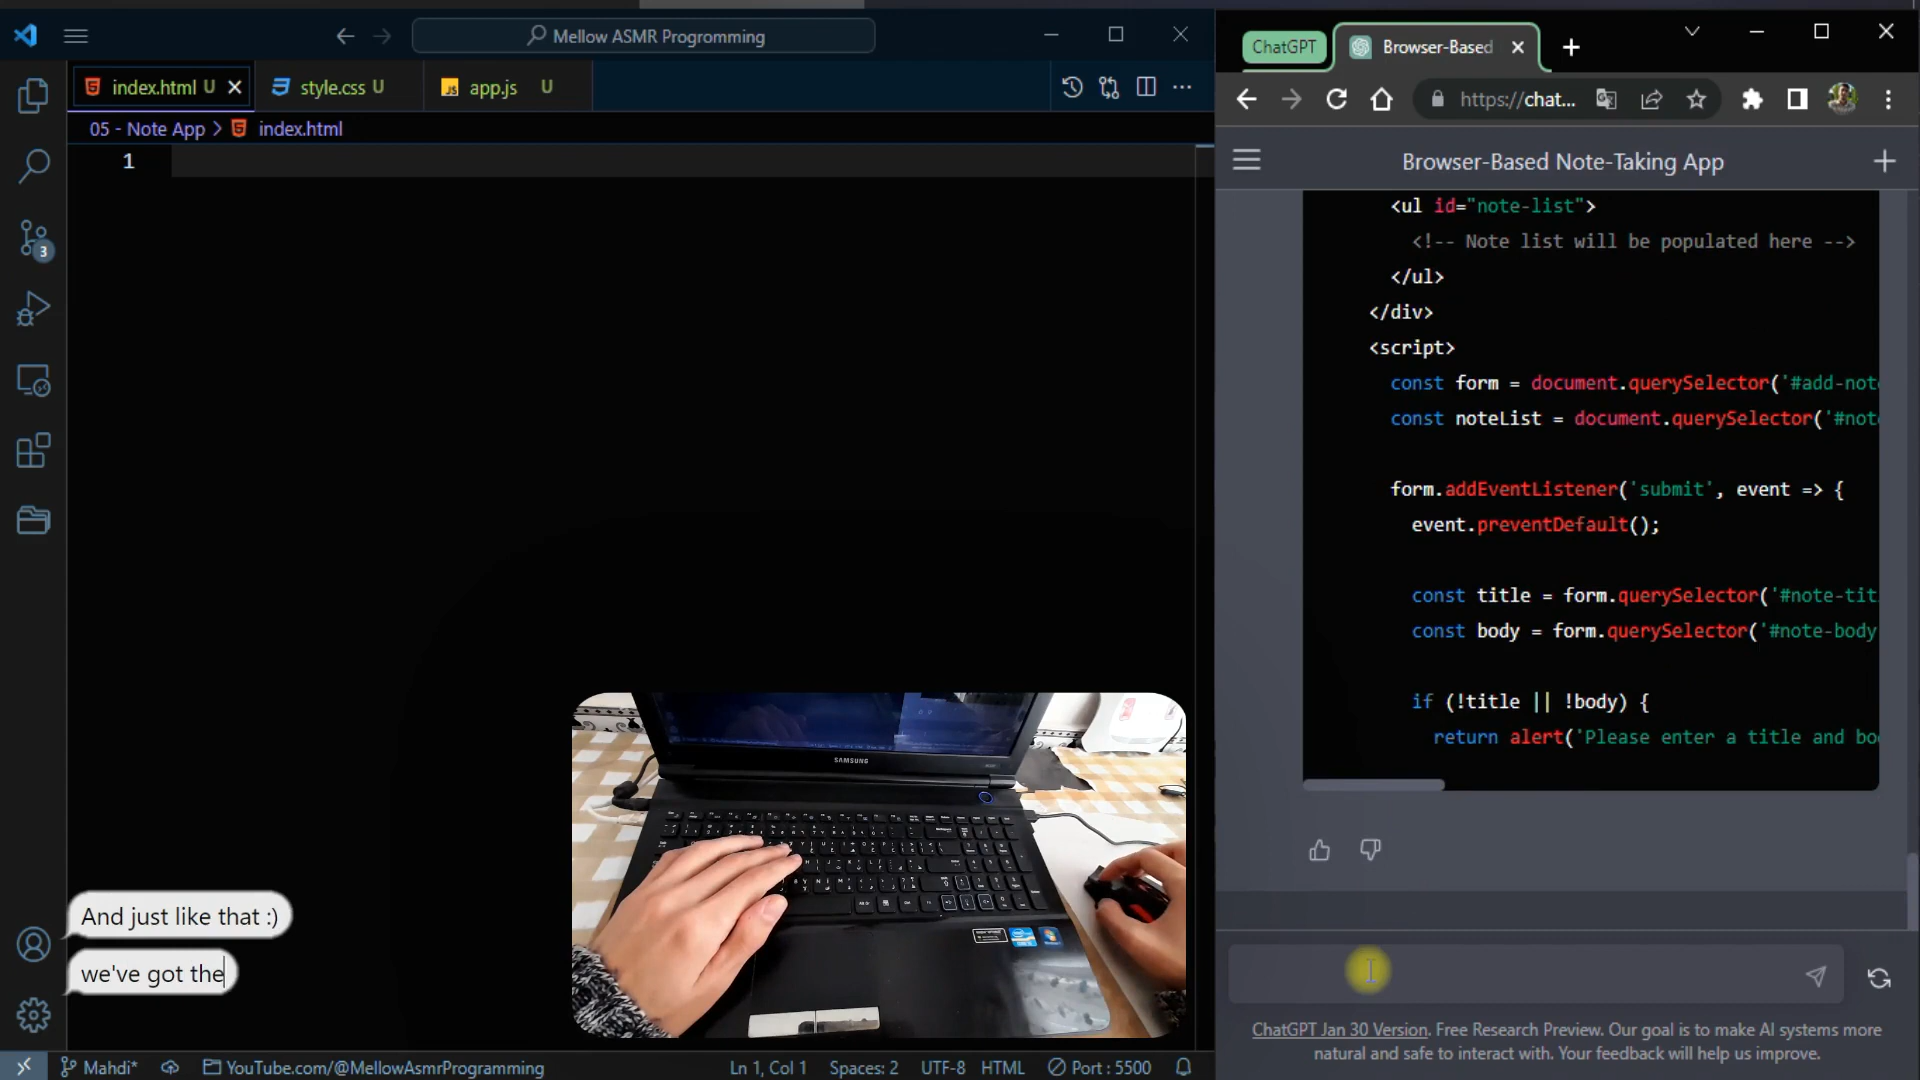 Mellow ASMR Progromming
index.html U
style.css U
app.js U
05 - Note App > index.html
1
3
And just like that :)
we've got the
SAMSUNG
Mahdi*
YouTube.com/@MellowAsmrProgramming
Ln 1, Col 1
Spaces: 2
UTF-8
HTML
Port : 5500
ChatGPT
Browser-Based
https://chat...
Browser-Based Note-Taking App
<ul id="note-list">
<!-- Note list will be populated here -->
</ul>
</div>
<script>
const form = document.querySelector('#add-not
const noteList = document.querySelector('#not
form.addEventListener('submit', event => {
event.preventDefault();
const title = form.querySelector('#note-tit
const body = form.querySelector('#note-body
if (!title || !body) {
return alert('Please enter a title and bo
ChatGPT Jan 30 Version. Free Research Preview. Our goal is to make AI systems more
natural and safe to interact with. Your feedback will help us improve.